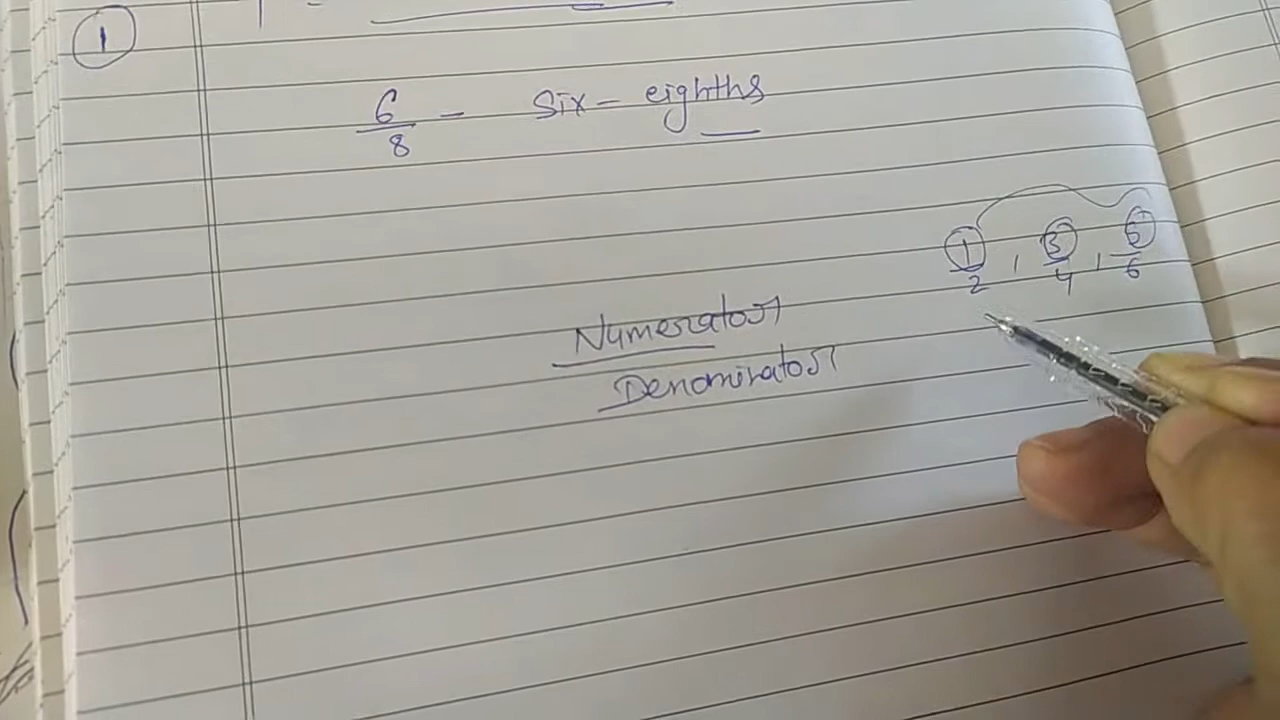 1
6/8 - Six - eighths
1/2, 3/4, 5/6
Numerator
Denominator